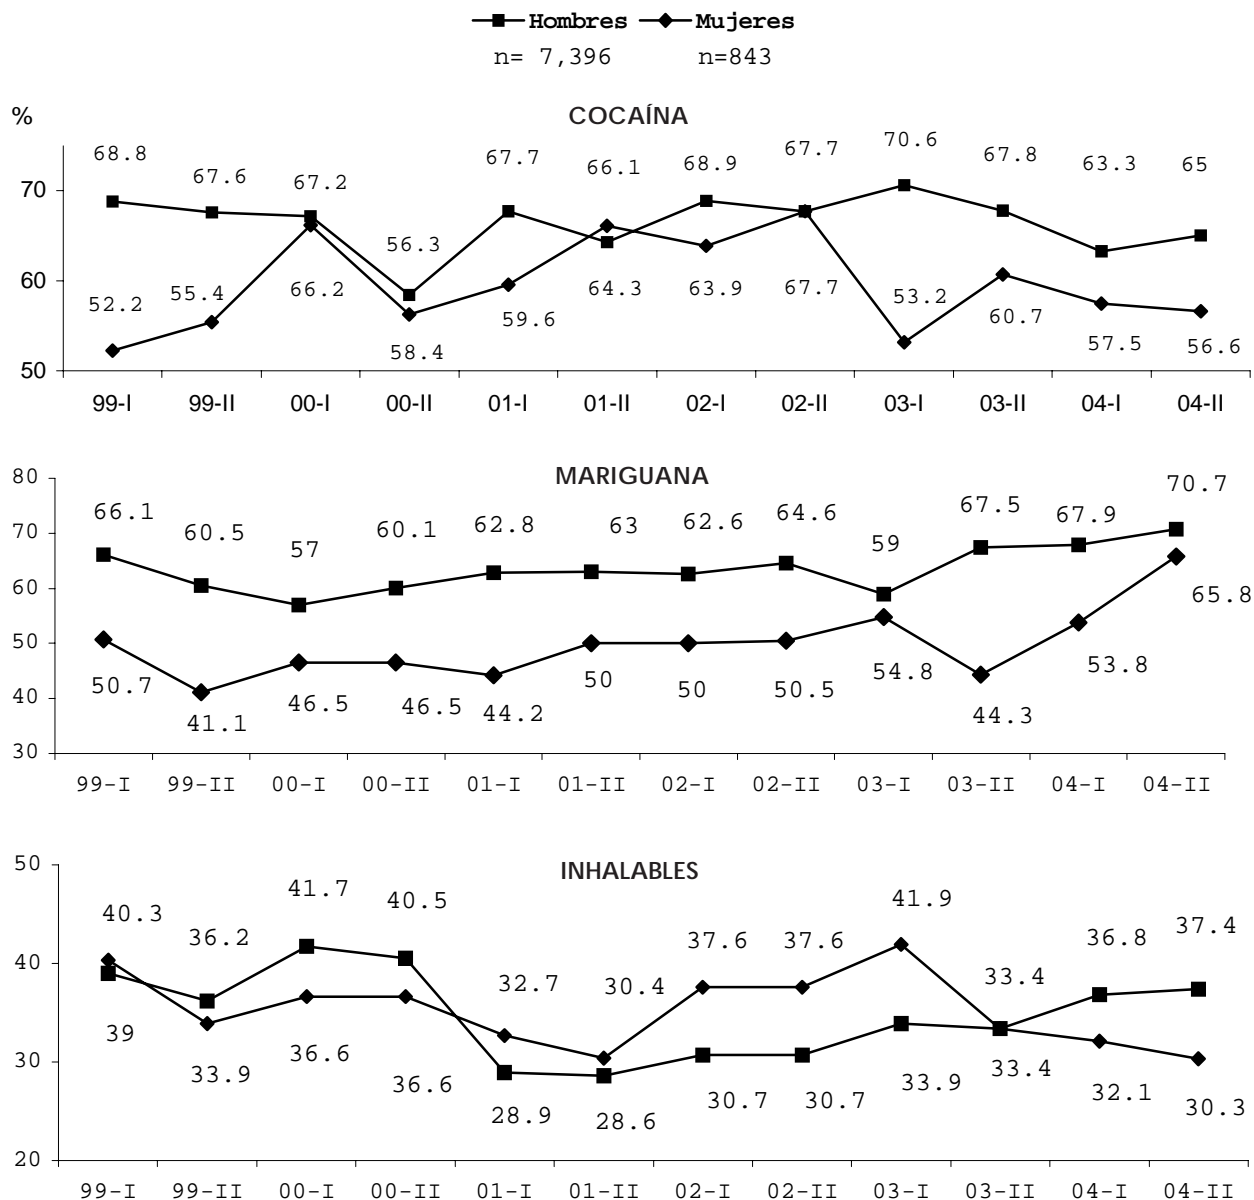 Hombres Mujeres
n= 7,396 n=843
% COCAÍNA
68.8 67.6 67.2 56.3 67.7 66.1 68.9 67.7 70.6 67.8 63.3 65
70
60
52.2 55.4 66.2 58.4 59.6 64.3 63.9 67.7 53.2 60.7 57.5 56.6
50
99-I 99-II 00-I 00-II 01-I 01-II 02-I 02-II 03-I 03-II 04-I 04-II
80 MARIGUANA
66.1 60.5 57 60.1 62.8 63 62.6 64.6 59 67.5 67.9 70.7
70
60
50
50.7 41.1 46.5 46.5 44.2 50 50 50.5 54.8 44.3 53.8 65.8
40
30
99-I 99-II 00-I 00-II 01-I 01-II 02-I 02-II 03-I 03-II 04-I 04-II
50 INHALABLES
40.3 36.2 41.7 40.5 32.7 30.4 37.6 37.6 41.9 33.4 36.8 37.4
40
30
39 33.9 36.6 36.6 28.9 28.6 30.7 30.7 33.9 33.4 32.1 30.3
20
99-I 99-II 00-I 00-II 01-I 01-II 02-I 02-II 03-I 03-II 04-I 04-II